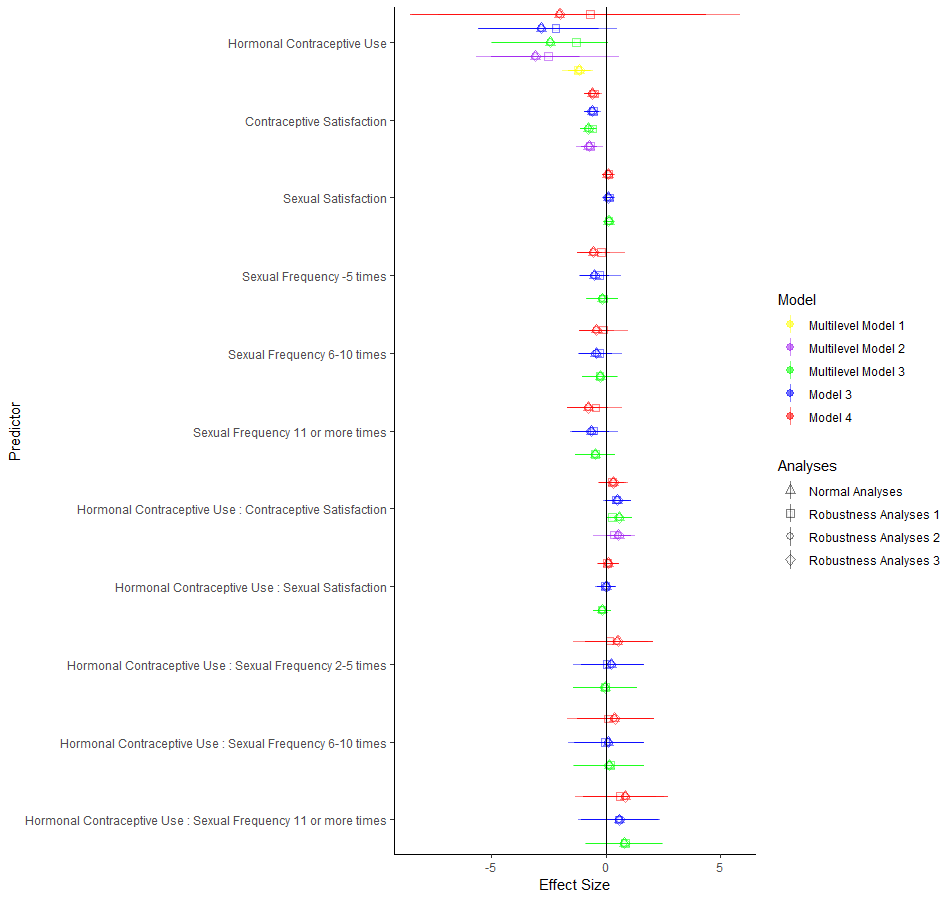 Hormonal Contraceptive Use
Contraceptive Satisfaction
Sexual Satisfaction
Sexual Frequency -5 times
Sexual Frequency 6-10 times
Sexual Frequency 11 or more times
Hormonal Contraceptive Use : Contraceptive Satisfaction
Hormonal Contraceptive Use : Sexual Satisfaction
Hormonal Contraceptive Use : Sexual Frequency 2-5 times
Hormonal Contraceptive Use : Sexual Frequency 6-10 times
Hormonal Contraceptive Use : Sexual Frequency 11 or more times
Predictor
-5
0
5
Effect Size
Model
Multilevel Model 1
Multilevel Model 2
Multilevel Model 3
Model 3
Model 4
Analyses
Normal Analyses
Robustness Analyses 1
Robustness Analyses 2
Robustness Analyses 3